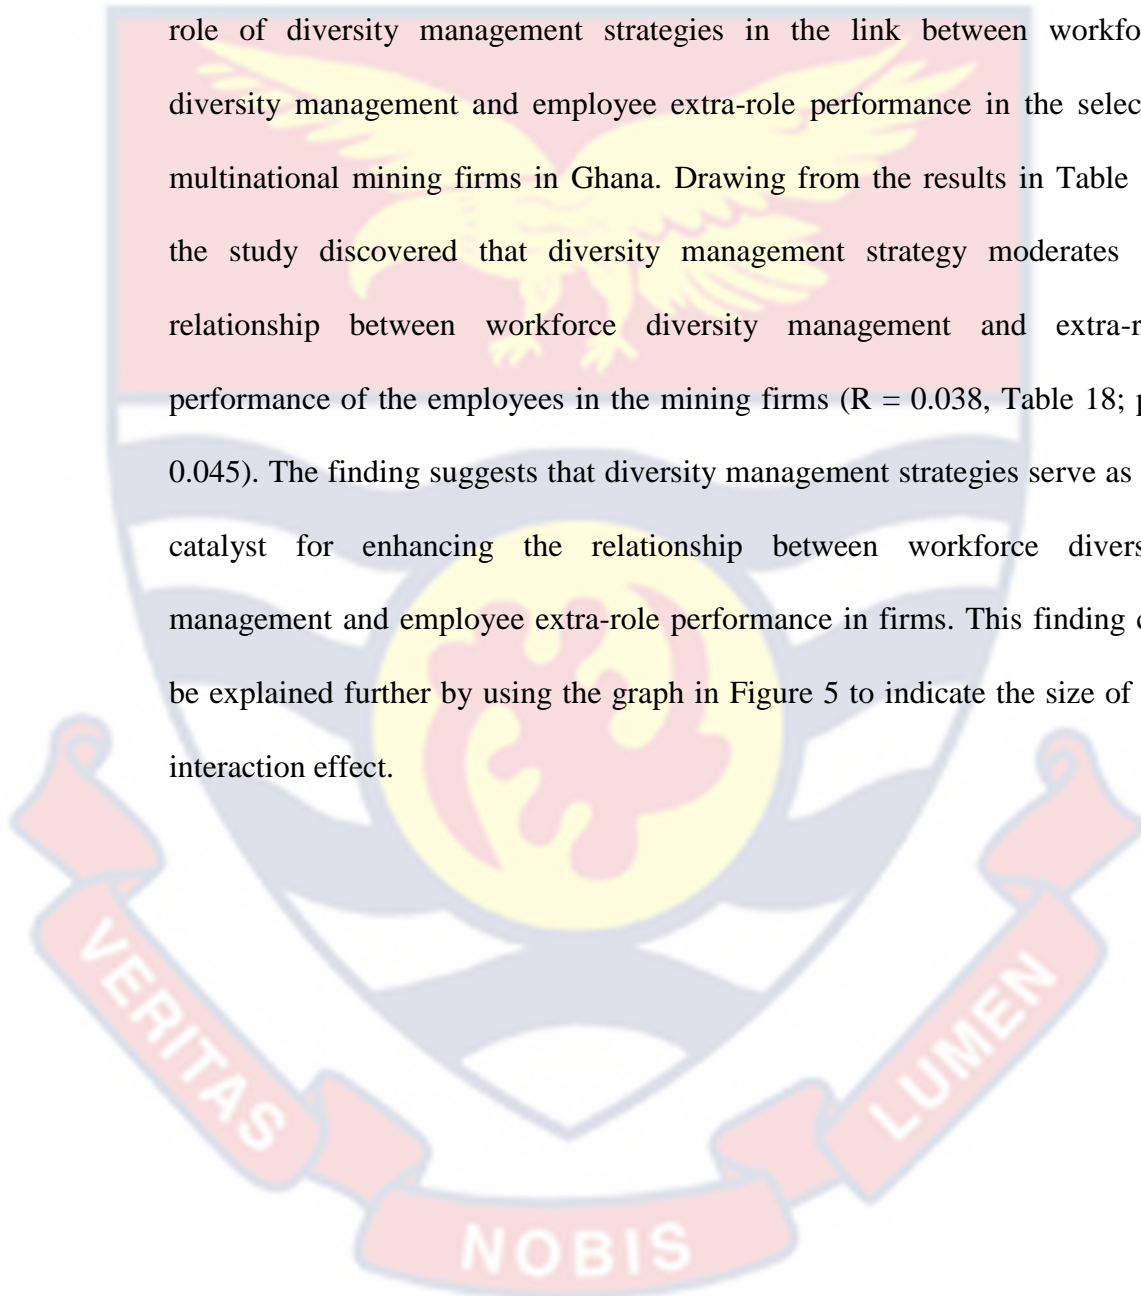 role of diversity management strategies in the link between workfo
diversity management and employee extra-role performance in the selec
multinational mining firms in Ghana. Drawing from the results in Table
the study discovered that diversity management strategy moderates
relationship between workforce diversity management and extra-r
performance of the employees in the mining firms (R = 0.038, Table 18; p
0.045). The finding suggests that diversity management strategies serve as
catalyst for enhancing the relationship between workforce divers
management and employee extra-role performance in firms. This finding c
be explained further by using the graph in Figure 5 to indicate the size of
interaction effect.
VERITAS
NOBIS
LUMEN